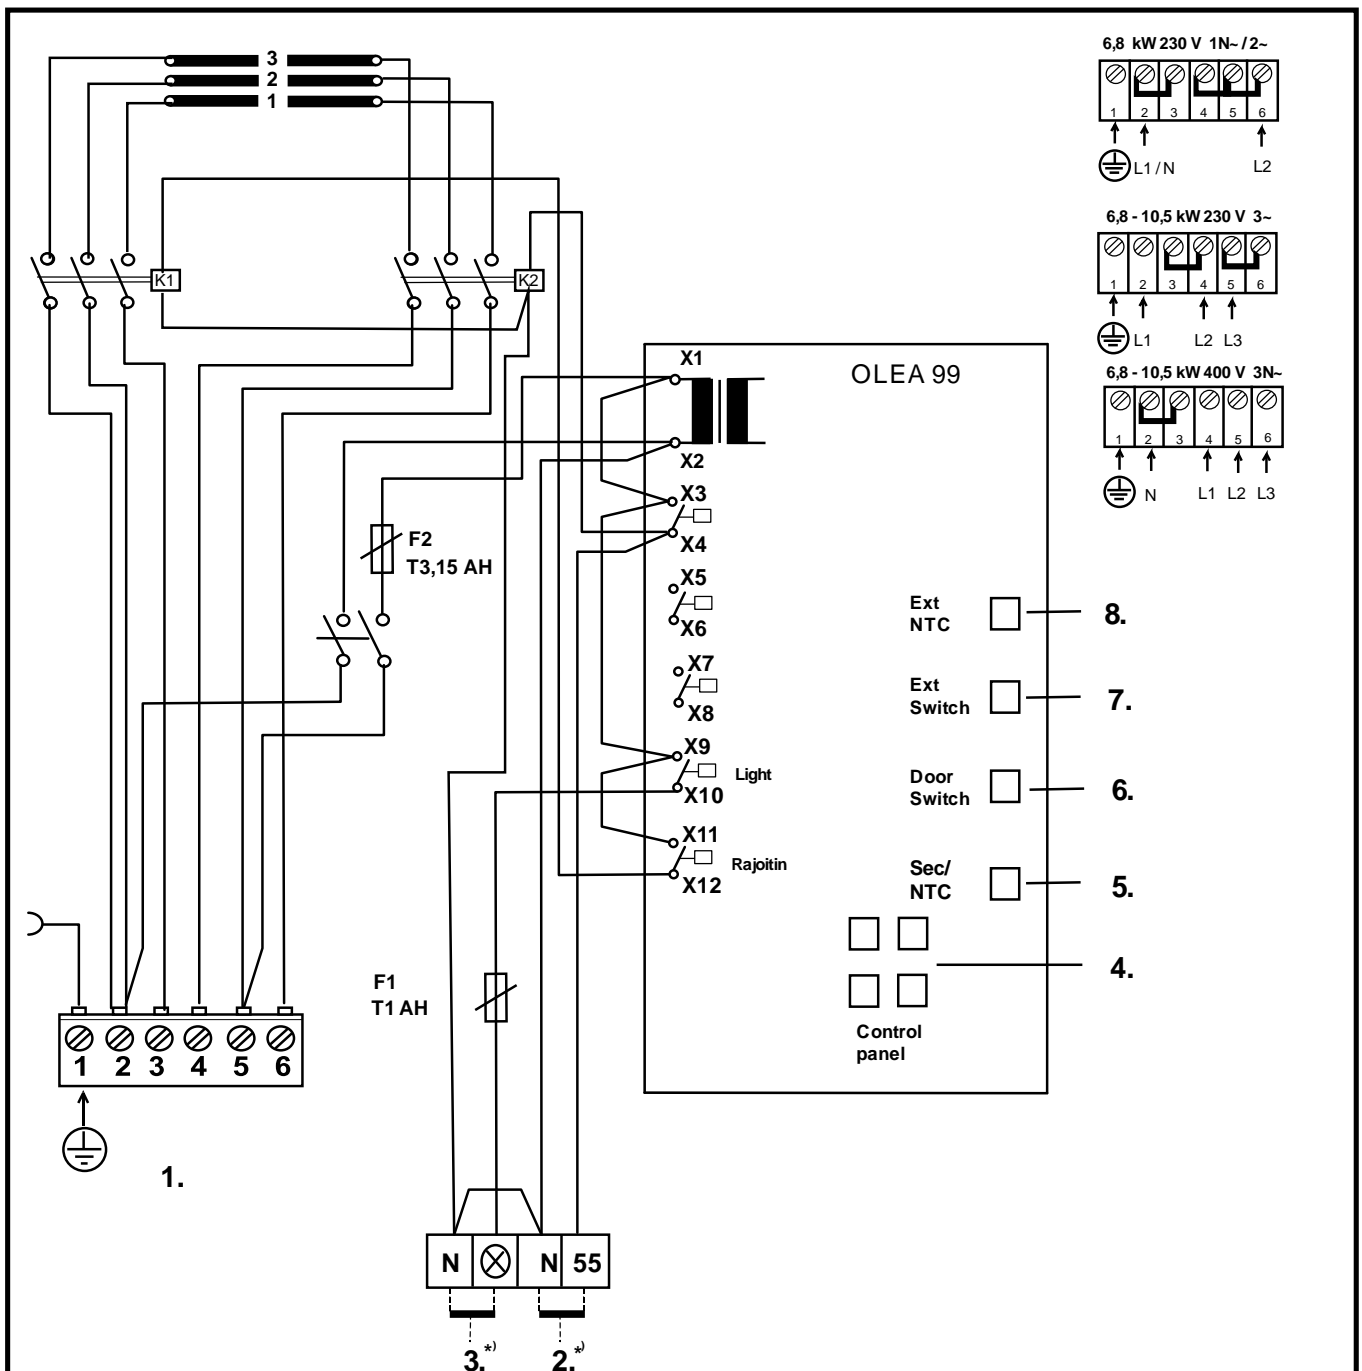 3
2
1
K1
K2
6,8 kW 230 V 1N~ / 2~
1 2 3 4 5 6
L1 / N L2
6,8 - 10,5 kW 230 V 3~
1 2 3 4 5 6
L1 L2 L3
6,8 - 10,5 kW 400 V 3N~
1 2 3 4 5 6
N L1 L2 L3
OLEA 99
X1
X2
X3
X4
X5
X6
X7
X8
X9
Light
X10
X11
Rajoitin
X12
F2
T3,15 AH
Ext
NTC
8.
Ext
Switch
7.
Door
Switch
6.
Sec/
NTC
5.
4.
Control
panel
F1
T1 AH
1 2 3 4 5 6
1.
N N 55
3.*) 2.*)